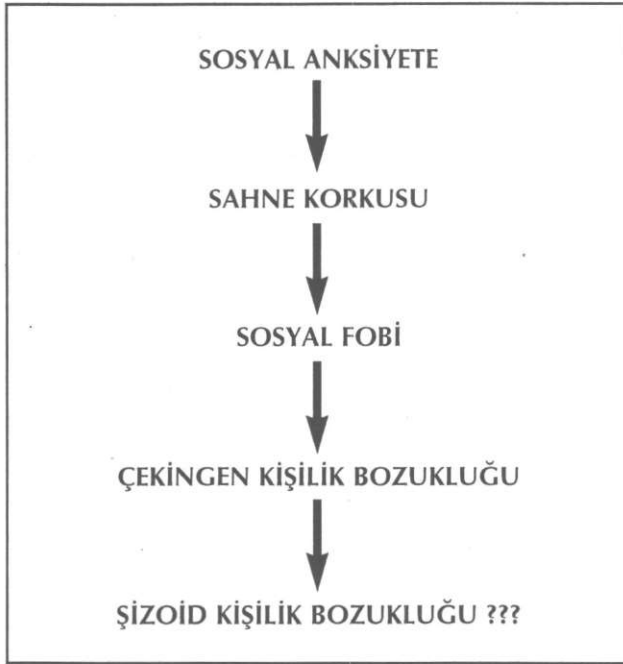 SOSYAL ANKSİYETE
SAHNE KORKUSU
SOSYAL FOBİ
ÇEKİNGEN KİŞİLİK BOZUKLUĞU
ŞİZOİD KİŞİLİK BOZUKLUĞU ???